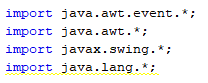 import java.awt.event.*;
import java.awt.*;
import javax.swing.*;
import java.lang.*;